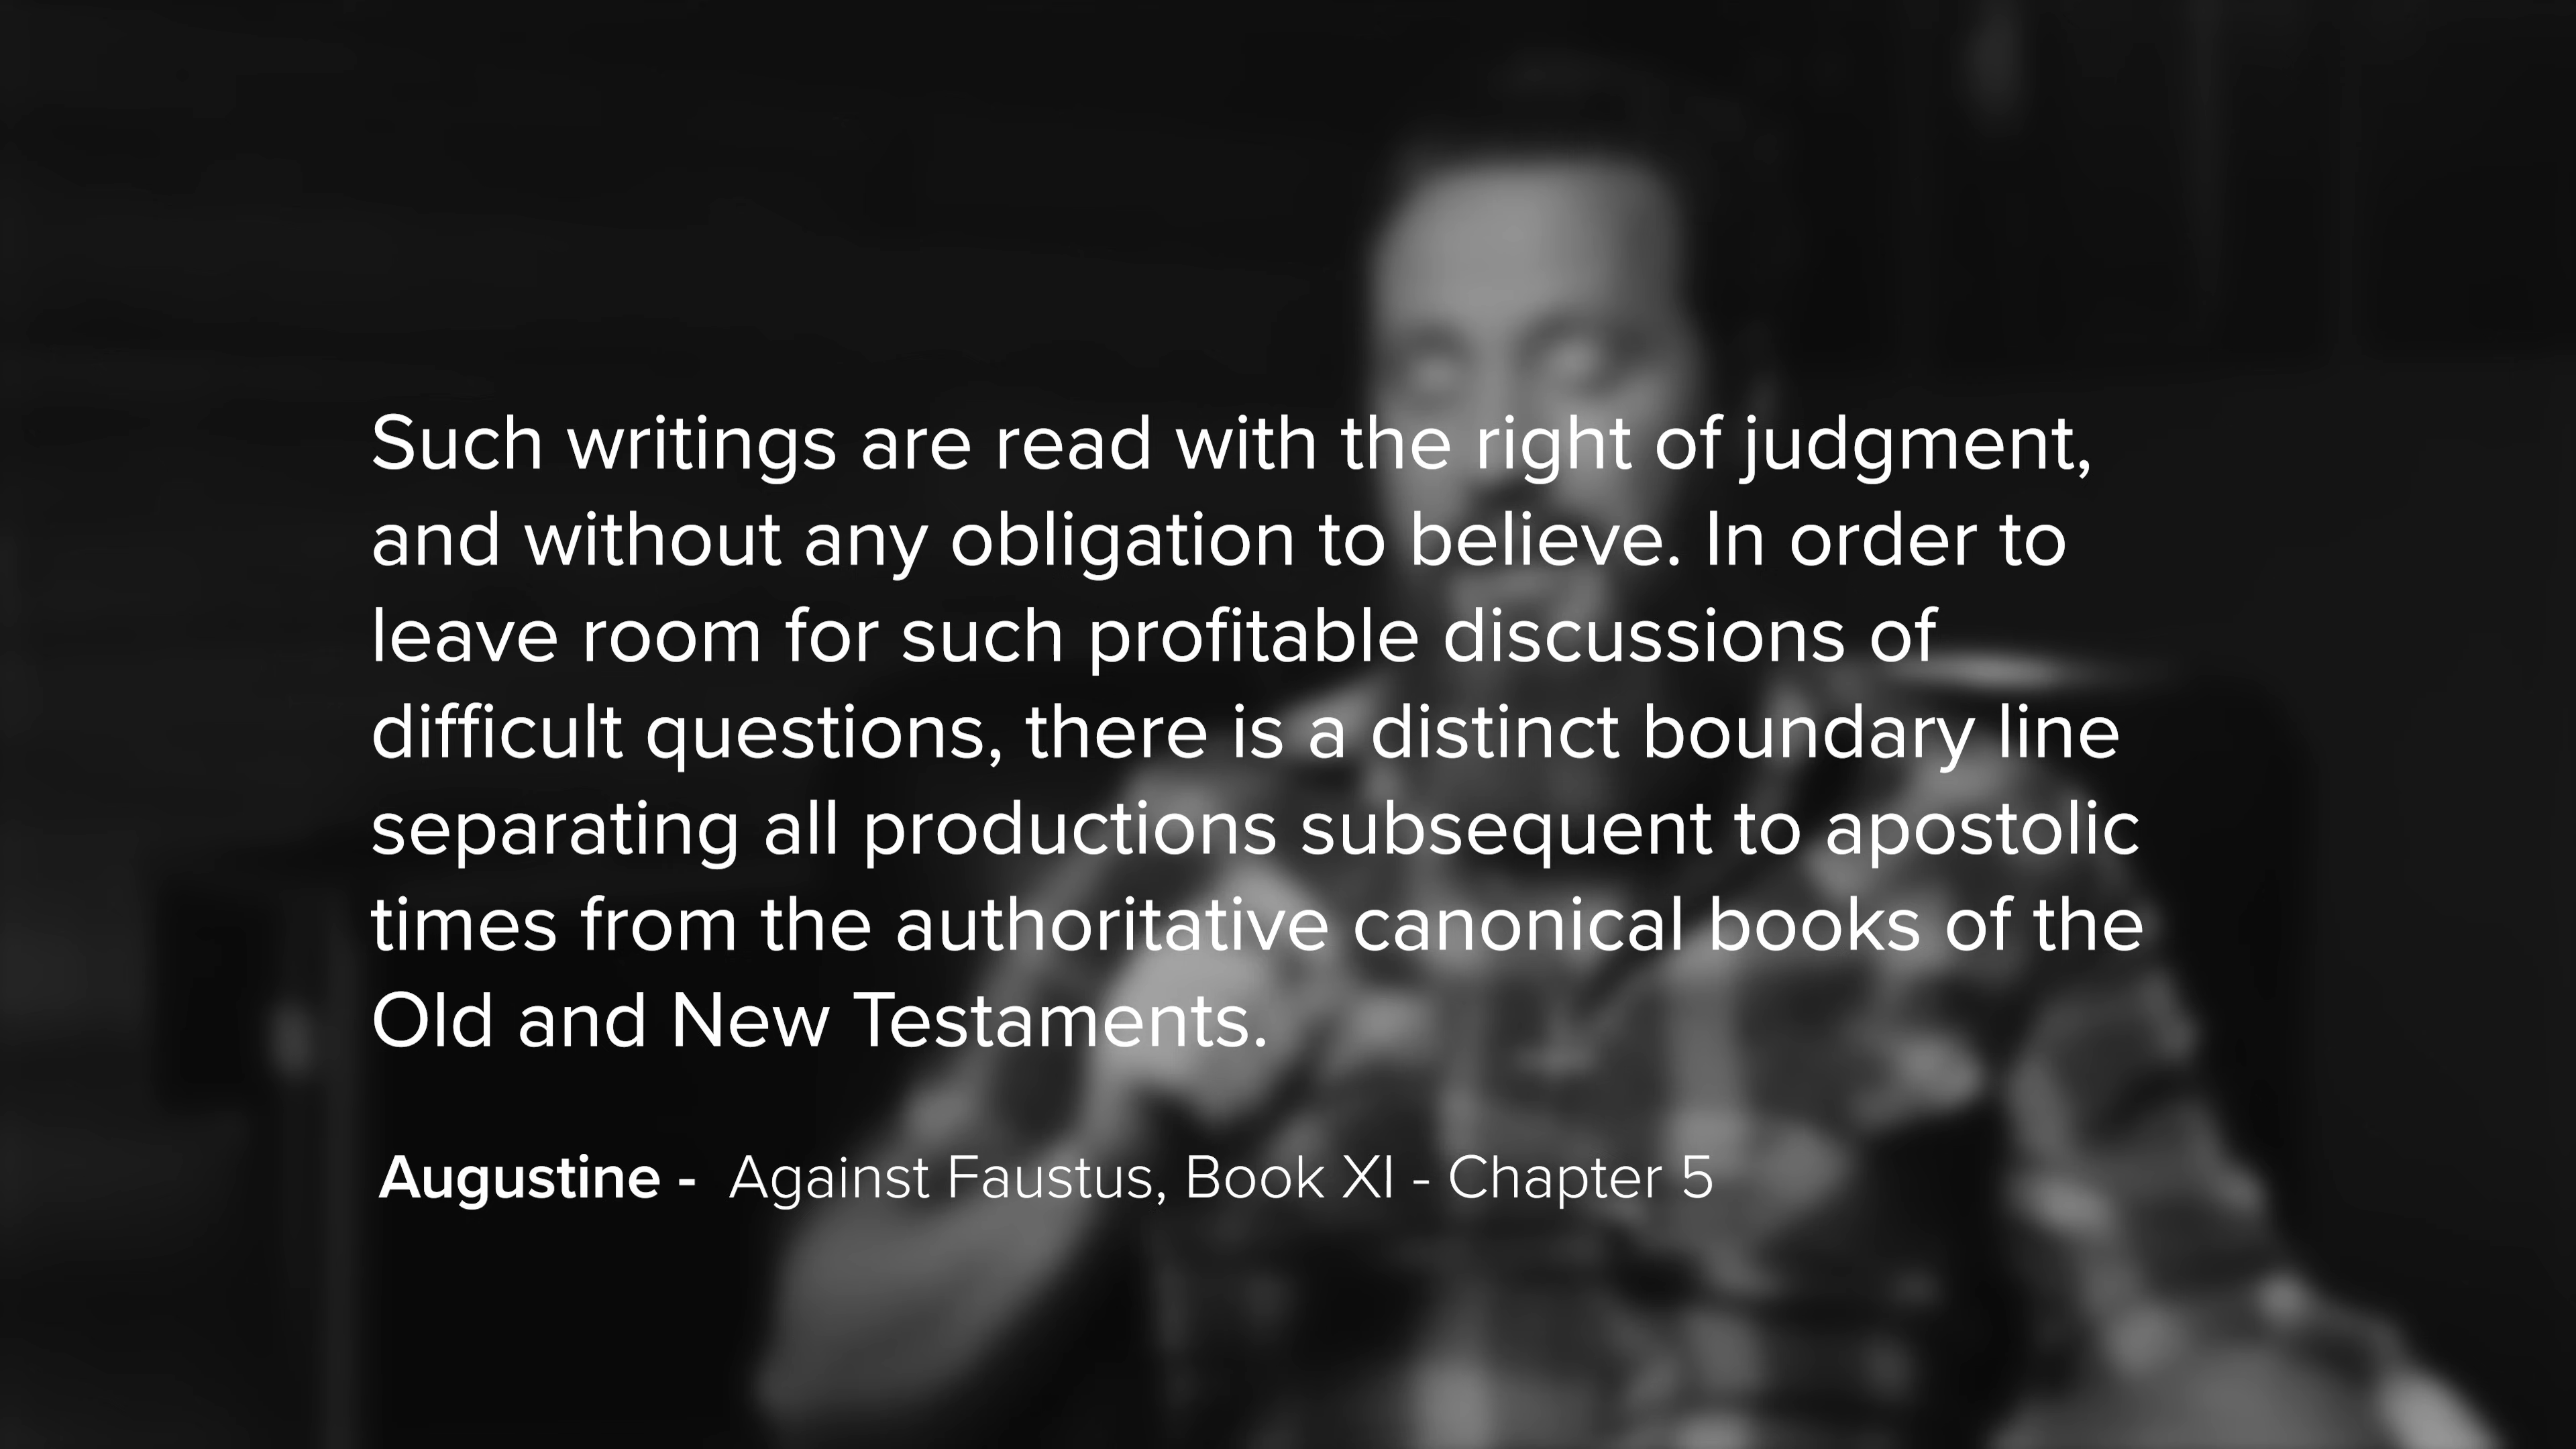 Such writings are read with the right of judgment,
and without any obligation to believe. In order to
leave room for such profitable discussions of
difficult questions, there is a distinct boundary line
separating all productions subsequent to apostolic
times from the authoritative canonical books of the
Old and New Testaments.
Augustine - Against Faustus, Book XI - Chapter 5